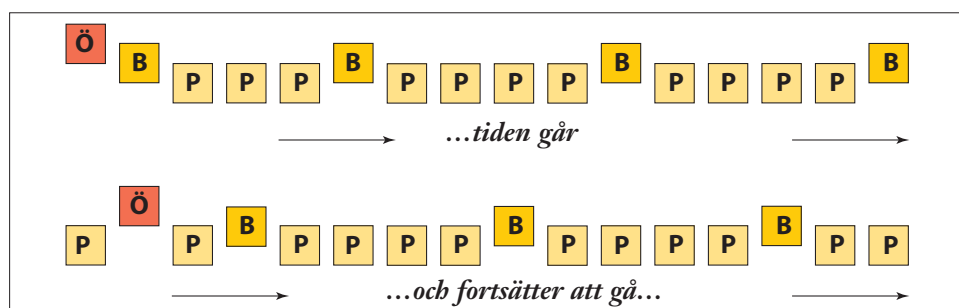 Ö B P P P B P P P P B P P P P B
...tiden går
P Ö P B P P P P B P P P P B P P
...och fortsätter att gå...